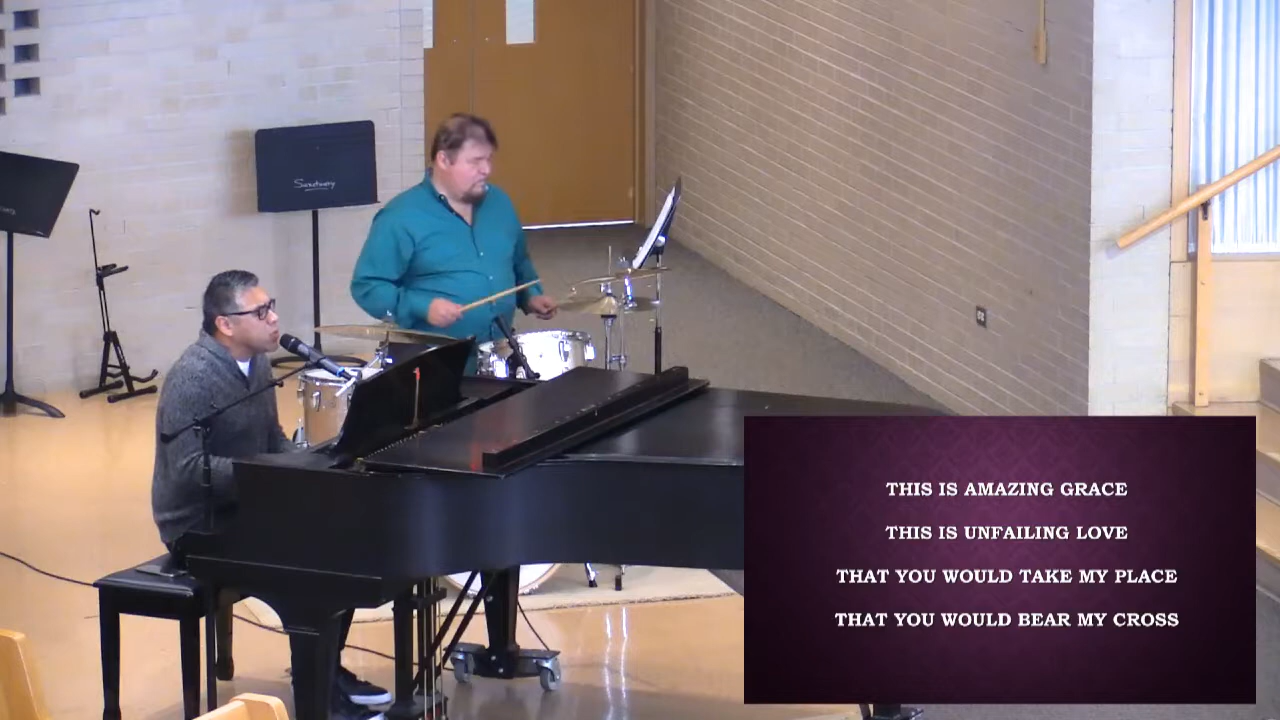 Sanctuary
THIS IS AMAZING GRACE
THIS IS UNFAILING LOVE
THAT YOU WOULD TAKE MY PLACE
THAT YOU WOULD BEAR MY CROSS